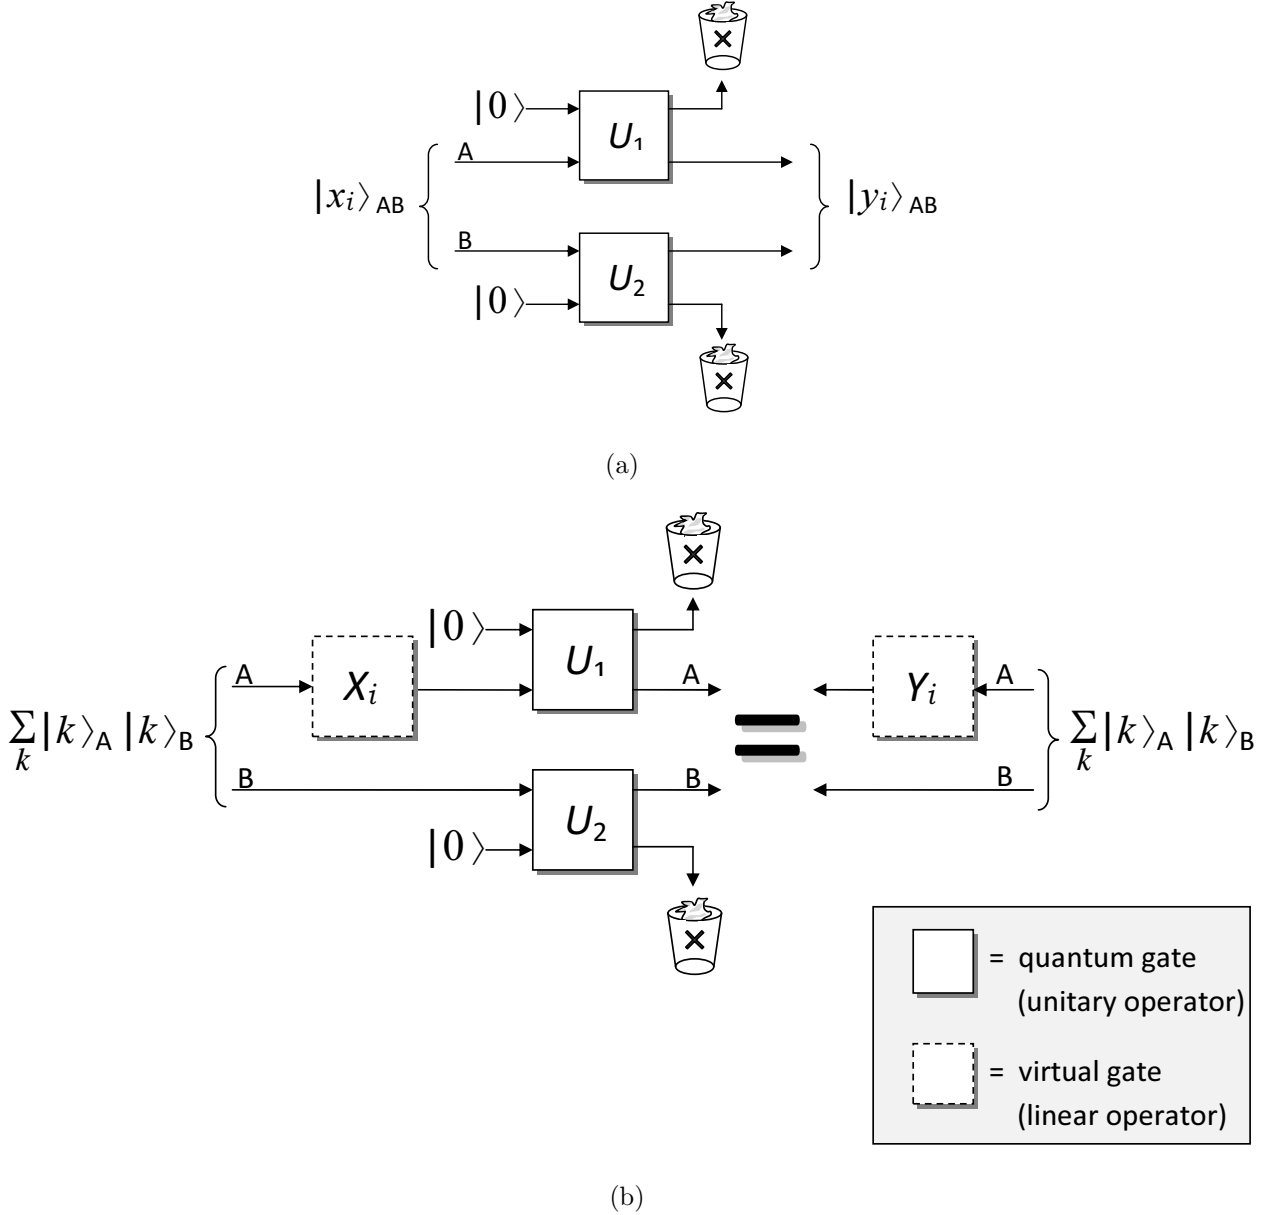 |0⟩
U₁
A
|xᵢ⟩AB
|yᵢ⟩AB
B
U₂
|0⟩
(a)
|0⟩
U₁
A
Xᵢ
A
Yᵢ
A
∑ₖ|k⟩A |k⟩B
∑ₖ|k⟩A |k⟩B
B
B
B
U₂
|0⟩
= quantum gate
(unitary operator)
= virtual gate
(linear operator)
(b)